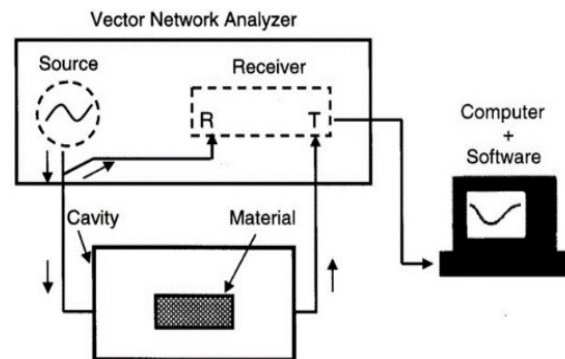 Vector Network Analyzer
Source
Receiver
R T
Computer
+
Software
Cavity
Material